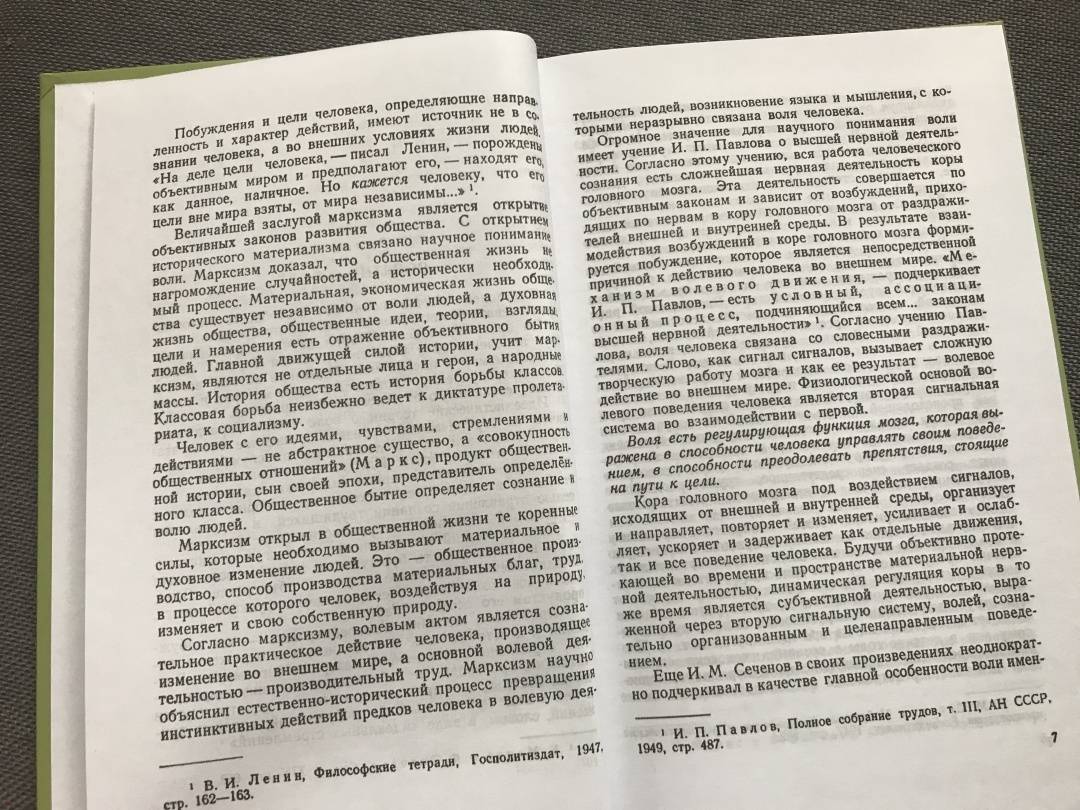 Побуждения и цели человека, определяющие направ-
ленность и характер действий, имеют источник не в со-
знании человека, а во внешних условиях жизни людей.
«На деле цели человека, — писал Ленин, — порождены
объективным миром и предполагают его, — находят его,
как данное, наличное. Но кажется человеку, что его
цели вне мира взяты, от мира независимы...» ¹.
Величайшей заслугой марксизма является открытие
объективных законов развития общества. С открытием
исторического материализма связано научное понимание
воли. Марксизм доказал, что общественная жизнь не
нагромождение случайностей, а исторически необходи-
мый процесс. Материальная, экономическая жизнь обще-
ства существует независимо от воли людей, а духовная
жизнь общества, общественные идеи, теории, взгляды,
цели и намерения есть отражение объективного бытия
людей. Главной движущей силой истории, учит мар-
ксизм, являются не отдельные лица и герои, а народные
массы. История общества есть история борьбы классов.
Классовая борьба неизбежно ведет к диктатуре пролета-
риата, к социализму.
Человек с его идеями, чувствами, стремлениями и
действиями — не абстрактное существо, а «совокупность
общественных отношений» (Маркс), продукт обществен-
ной истории, сын своей эпохи, представитель определён-
ного класса. Общественное бытие определяет сознание и
волю людей.
Марксизм открыл в общественной жизни те коренные
силы, которые необходимо вызывают материальное и
духовное изменение людей. Это — общественное произ-
водство, способ производства материальных благ, труд,
в процессе которого человек, воздействуя на природу,
изменяет и свою собственную природу.
Согласно марксизму, волевым актом является созна-
тельное практическое действие человека, производящее
изменение во внешнем мире, а основной волевой дея-
тельностью — производительный труд. Марксизм научно
объяснил естественно-исторический процесс превращения
инстинктивных действий предков человека в волевую дея-
¹ В. И. Ленин, Философские тетради, Госполитиздат, 1947,
стр. 162—163.
тельность людей, возникновение языка и мышления, с ко-
торыми неразрывно связана воля человека.
Огромное значение для научного понимания воли
имеет учение И. П. Павлова о высшей нервной деятель-
ности. Согласно этому учению, вся работа человеческого
сознания есть сложнейшая нервная деятельность коры
головного мозга. Эта деятельность совершается по
объективным законам и зависит от возбуждений, прихо-
дящих по нервам в кору головного мозга от раздражи-
телей внешней и внутренней среды. В результате взаи-
модействия возбуждений в коре головного мозга форми-
руется побуждение, которое является непосредственной
причиной к действию человека во внешнем мире. «Ме-
ханизм волевого движения, — подчеркивает
И. П. Павлов, — есть условный, ассоциаци-
онный процесс, подчиняющийся всем... законам
высшей нервной деятельности» ¹. Согласно учению Пав-
лова, воля человека связана со словесными раздражи-
телями. Слово, как сигнал сигналов, вызывает сложную
творческую работу мозга и как ее результат — волевое
действие во внешнем мире. Физиологической основой во-
левого поведения человека является вторая сигнальная
система во взаимодействии с первой.
Воля есть регулирующая функция мозга, которая вы-
ражена в способности человека управлять своим поведе-
нием, в способности преодолевать препятствия, стоящие
на пути к цели.
Кора головного мозга под воздействием сигналов,
исходящих от внешней и внутренней среды, организует
и направляет, повторяет и изменяет, усиливает и ослаб-
ляет, ускоряет и задерживает как отдельные движения,
так и все поведение человека. Будучи объективно проте-
кающей во времени и пространстве материальной нерв-
ной деятельностью, динамическая регуляция коры в то
же время является субъективной деятельностью, выра-
женной через вторую сигнальную систему, волей, созна-
тельно организованным и целенаправленным поведе-
нием.
Еще И. М. Сеченов в своих произведениях неоднократ-
но подчеркивал в качестве главной особенности воли имен-
¹ И. П. Павлов, Полное собрание трудов, т. III, АН СССР,
1949, стр. 487.
7